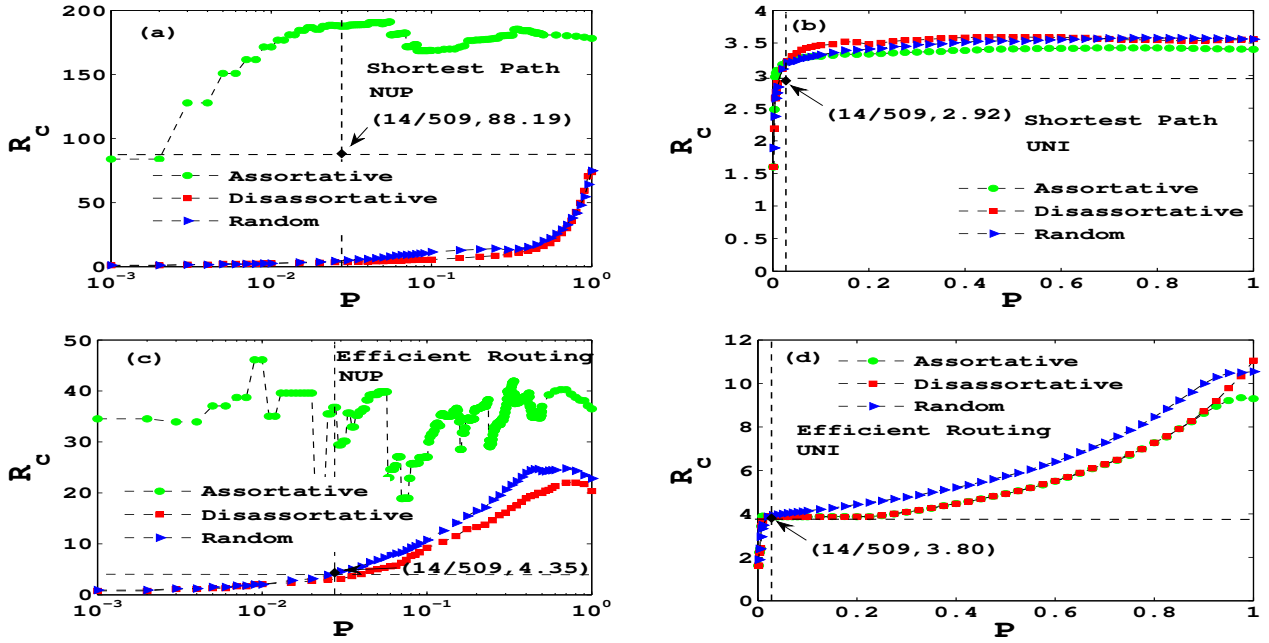 (a)
200
150
100
50
0
R_c
Shortest Path
NUP
(14/509,88.19)
Assortative
Disassortative
Random
10^-3
10^-2
10^-1
10^0
P
(b)
4
3.5
3
2.5
2
1.5
1
0.5
0
R_c
(14/509,2.92)
Shortest Path
UNI
Assortative
Disassortative
Random
0
0.2
0.4
0.6
0.8
1
P
(c)
50
40
30
20
10
0
R_c
Efficient Routing
NUP
Assortative
Disassortative
Random
(14/509,4.35)
10^-3
10^-2
10^-1
10^0
P
(d)
12
10
8
6
4
2
0
R_c
Assortative
Disassortative
Random
Efficient Routing
UNI
(14/509,3.80)
0
0.2
0.4
0.6
0.8
1
P